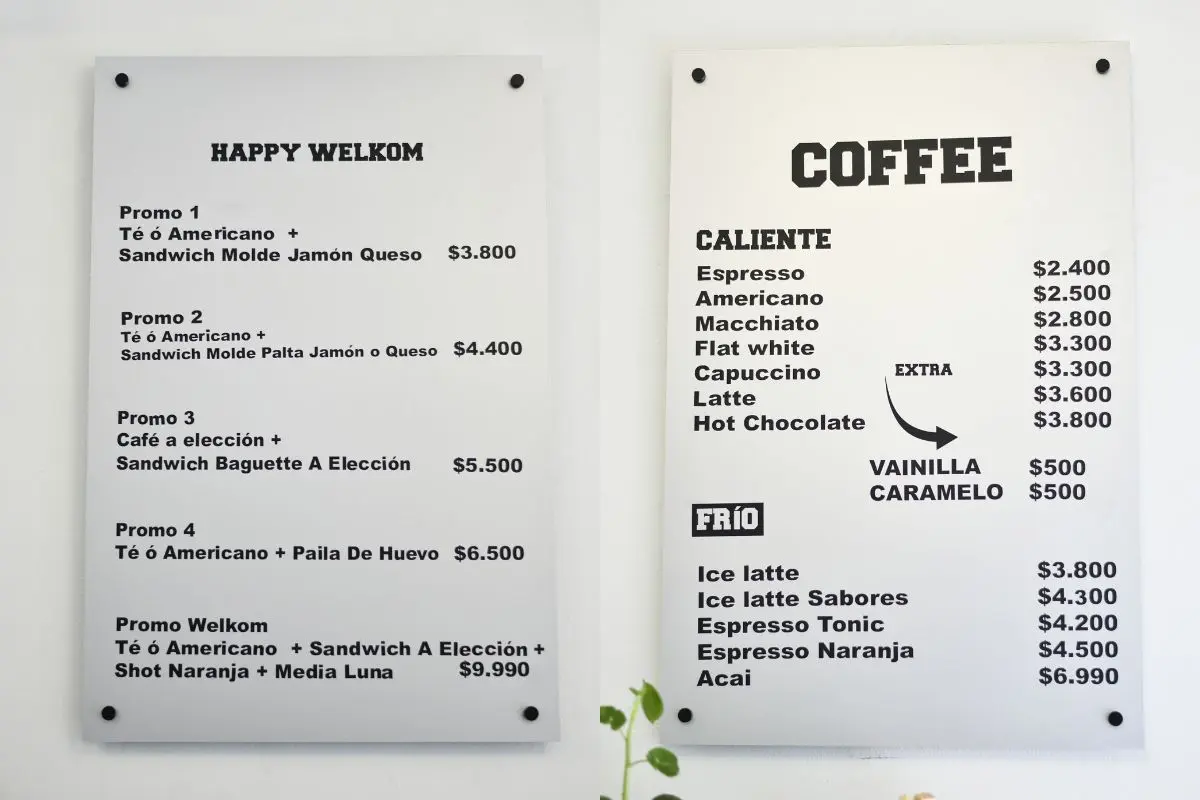 HAPPY WELKOM
Promo 1
Té ó Americano +
Sandwich Molde Jamón Queso $3.800
Promo 2
Té ó Americano +
Sandwich Molde Palta Jamón o Queso $4.400
Promo 3
Café a elección +
Sandwich Baguette A Elección $5.500
Promo 4
Té ó Americano + Paila De Huevo $6.500
Promo Welkom
Té ó Americano + Sandwich A Elección +
Shot Naranja + Media Luna $9.990
COFFEE
CALIENTE
Espresso $2.400
Americano $2.500
Macchiato $2.800
Flat white $3.300
Capuccino $3.300
Latte $3.600
Hot Chocolate $3.800
EXTRA
VAINILLA $500
CARAMELO $500
FRÍO
Ice latte $3.800
Ice latte Sabores $4.300
Espresso Tonic $4.200
Espresso Naranja $4.500
Acai $6.990